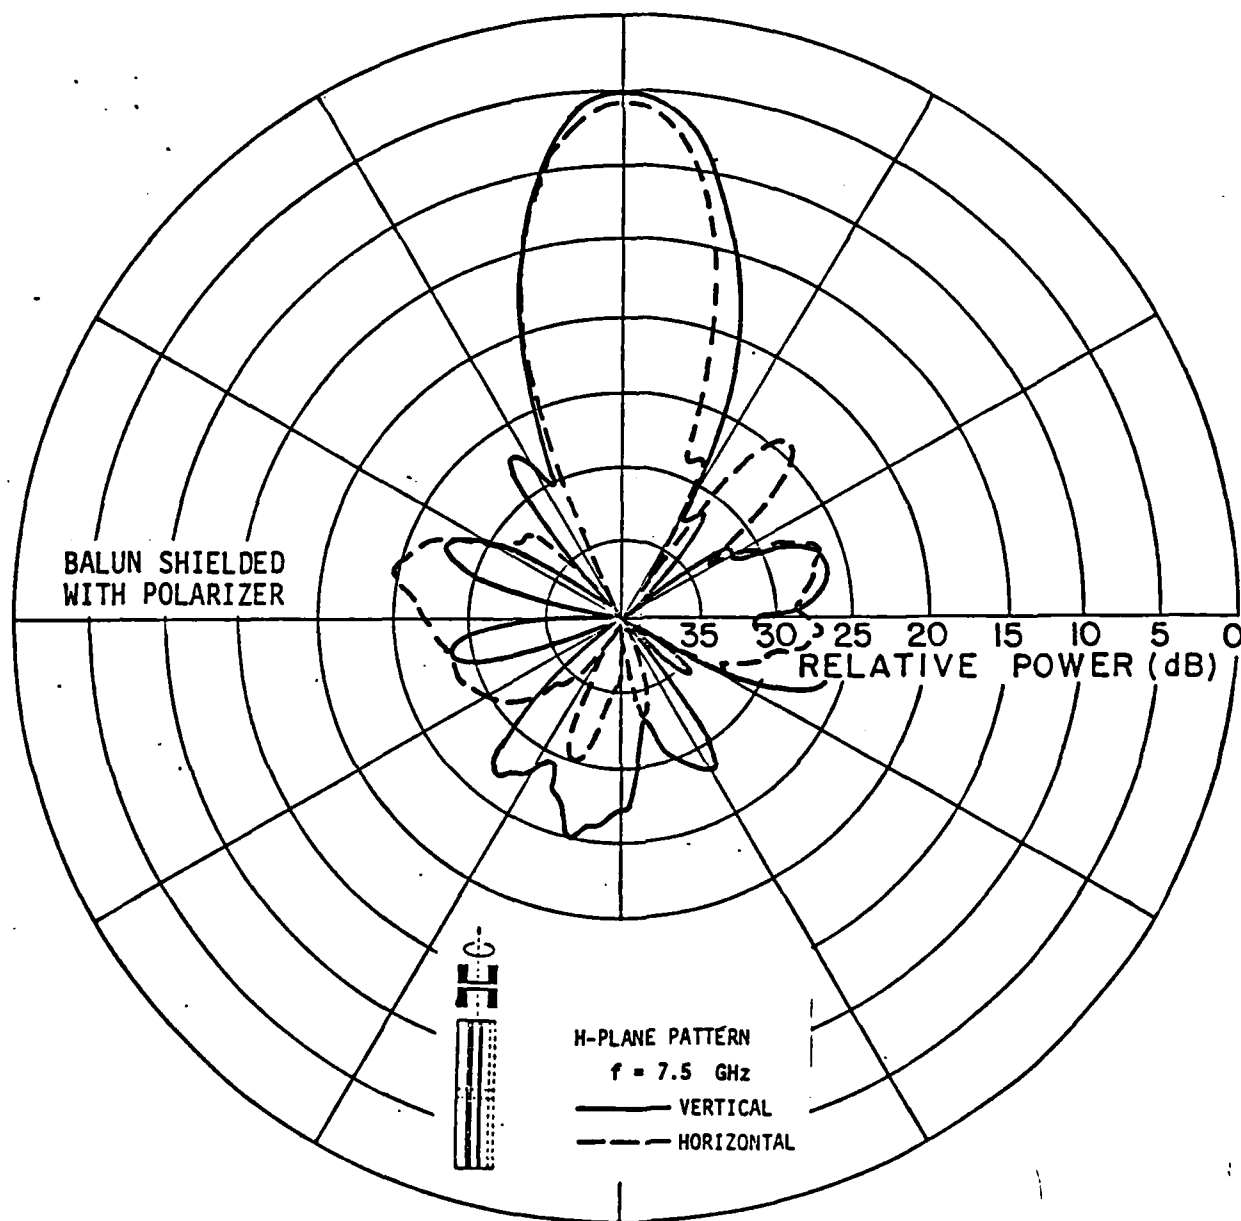 BALUN SHIELDED
WITH POLARIZER
35 30 25 20 15 10 5 0
RELATIVE POWER (dB)
H-PLANE PATTERN
f = 7.5 GHz
VERTICAL
HORIZONTAL